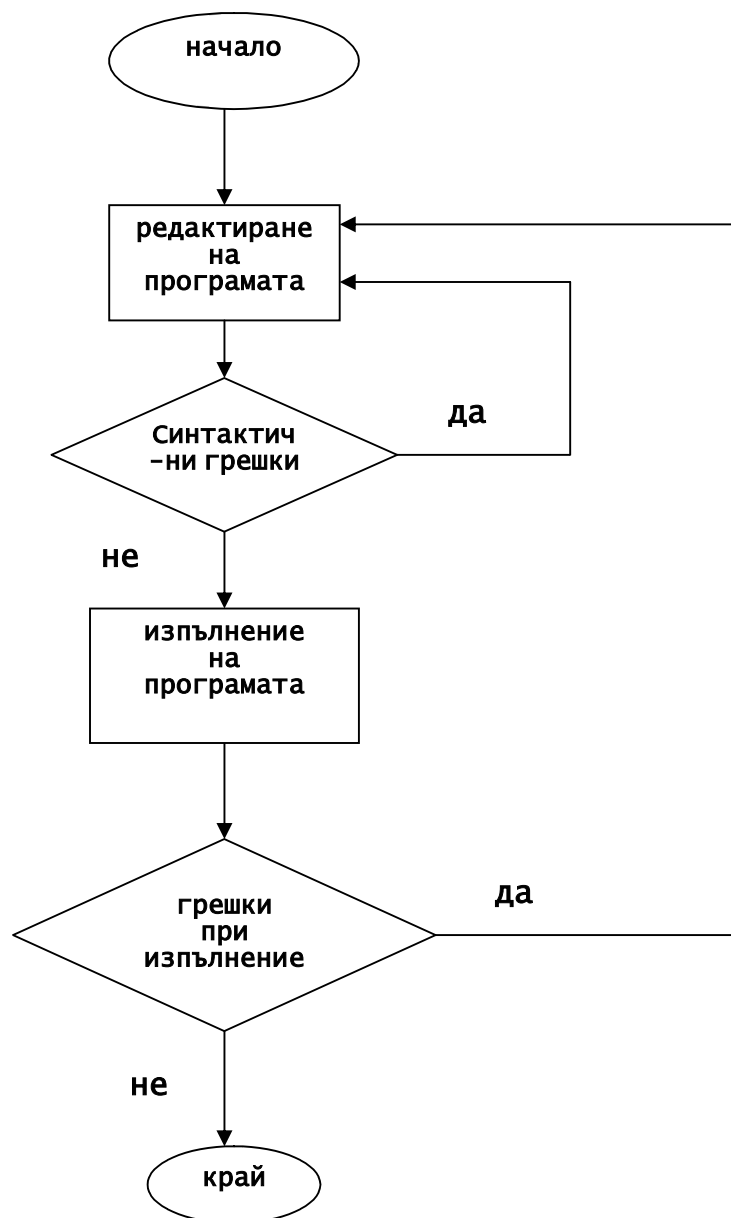 начало
редактиране
на
програмата
да
Синтактич
-ни грешки
не
изпълнение
на
програмата
да
грешки
при
изпълнение
не
край